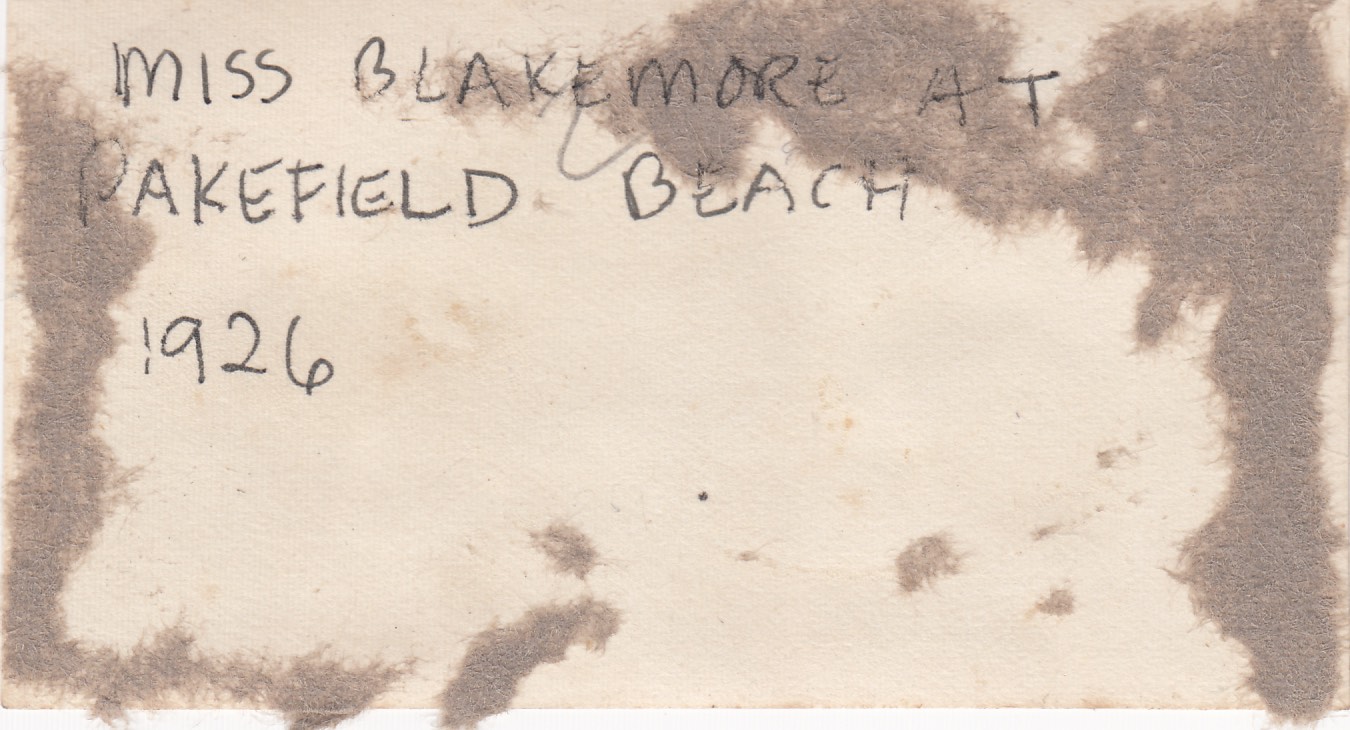 MISS BLAKEMORE AT
PAKEFIELD BEACH
1926